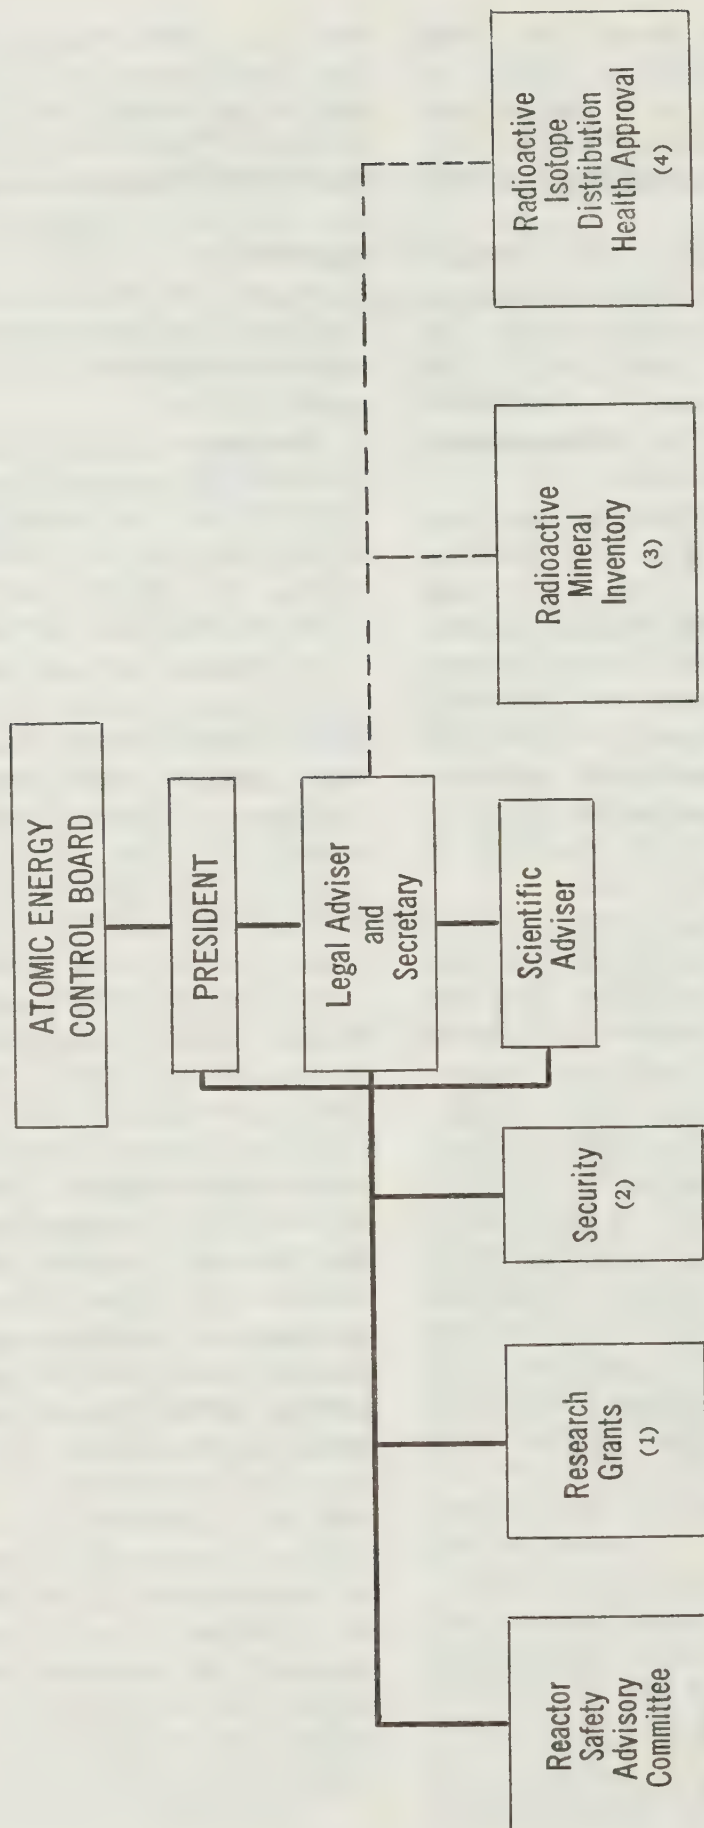 ATOMIC ENERGY
CONTROL BOARD
PRESIDENT
Legal Adviser
and
Secretary
Scientific
Adviser
Reactor
Safety
Advisory
Committee
Research
Grants
(1)
Security
(2)
Radioactive
Mineral
Inventory
(3)
Radioactive
Isotope
Distribution
Health Approval
(4)